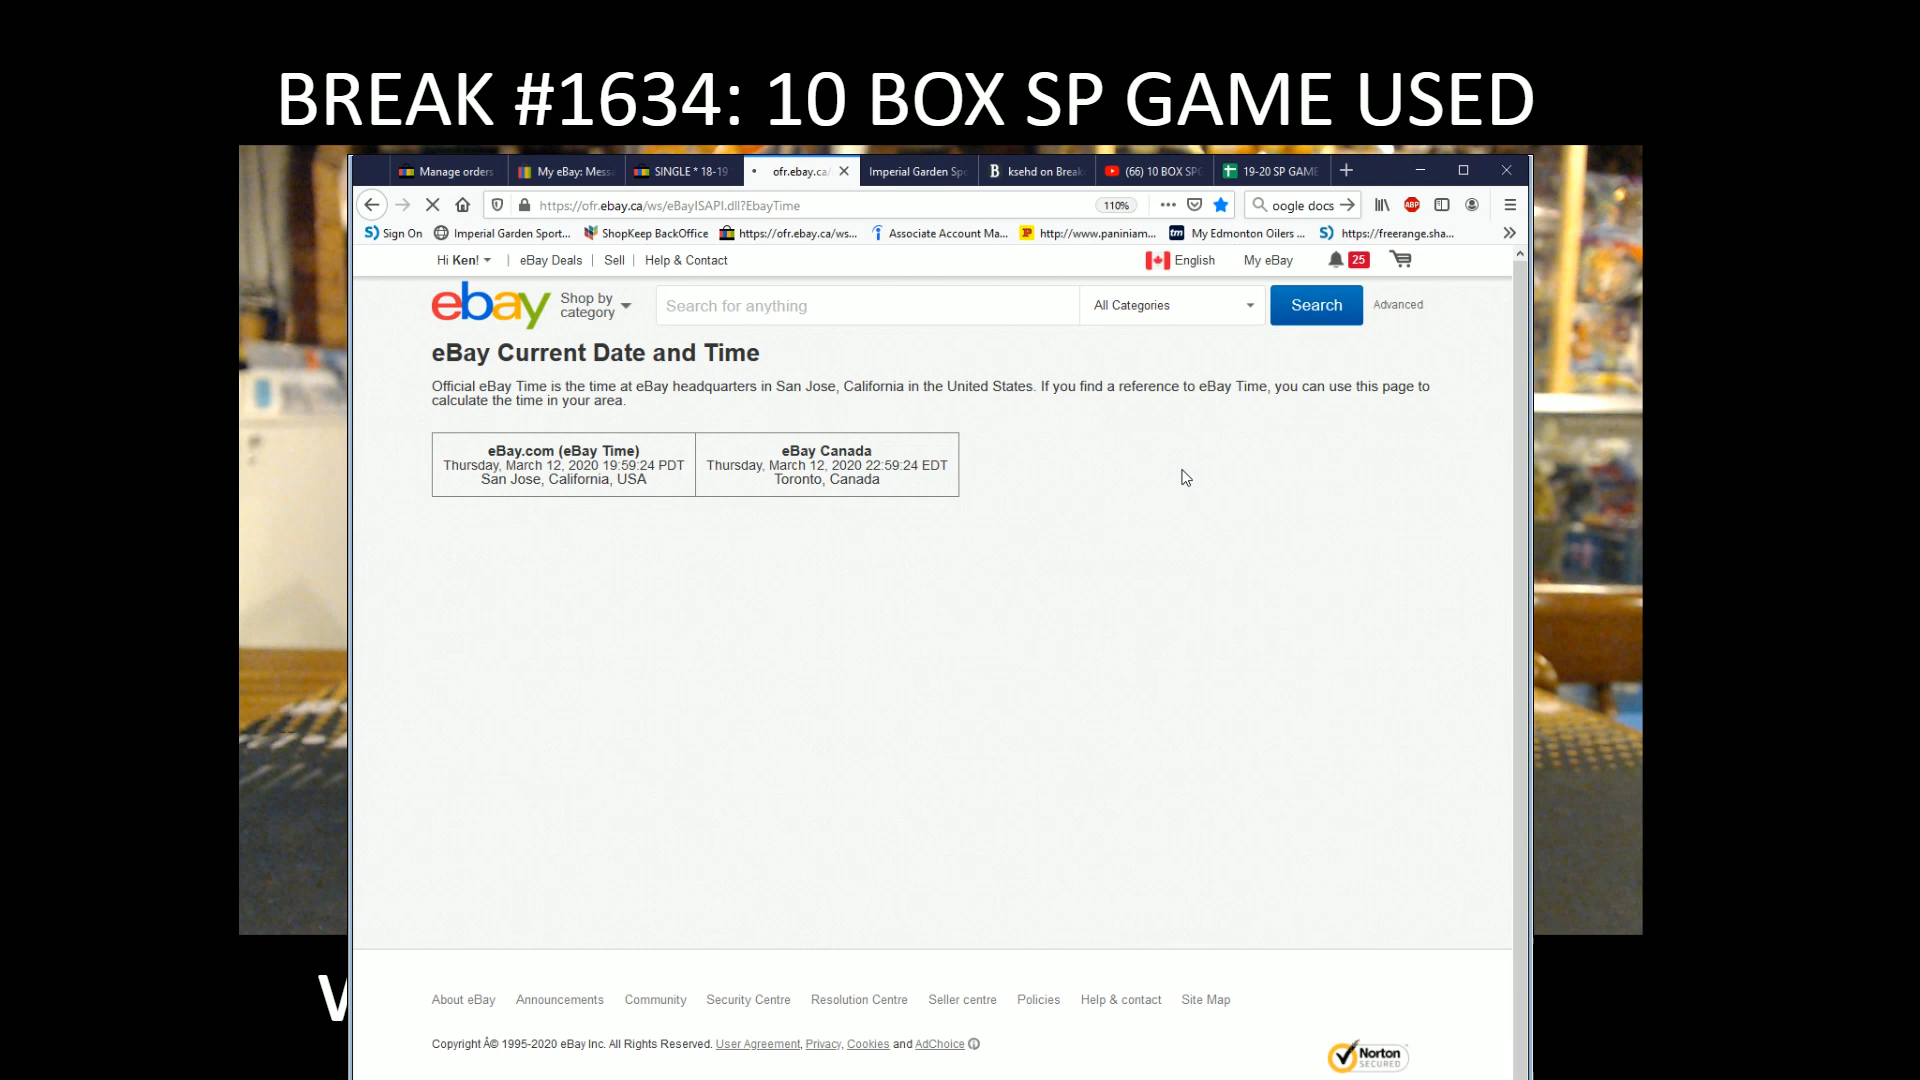 BREAK #1634: 10 BOX SP GAME USED
Manage orders
My eBay: Messa
SINGLE * 18-19
ofr.ebay.ca/
Imperial Garden Spo
ksehd on Break
(66) 10 BOX SPG
19-20 SP GAME
https://ofr.ebay.ca/ws/eBayISAPI.dll?EbayTime
110%
oogle docs
ABP
Sign On
Imperial Garden Sport...
ShopKeep BackOffice
https://ofr.ebay.ca/ws...
Associate Account Ma...
http://www.paniniam...
My Edmonton Oilers ...
https://freerange.sha...
Hi Ken!
eBay Deals
Sell
Help & Contact
English
My eBay
25
ebay
Shop by category
Search for anything
All Categories
Search
Advanced
eBay Current Date and Time
Official eBay Time is the time at eBay headquarters in San Jose, California in the United States. If you find a reference to eBay Time, you can use this page to
calculate the time in your area.
eBay.com (eBay Time)
Thursday, March 12, 2020 19:59:24 PDT
San Jose, California, USA
eBay Canada
Thursday, March 12, 2020 22:59:24 EDT
Toronto, Canada
About eBay
Announcements
Community
Security Centre
Resolution Centre
Seller centre
Policies
Help & contact
Site Map
Copyright Â© 1995-2020 eBay Inc. All Rights Reserved. User Agreement, Privacy, Cookies and AdChoice
Norton
SECURED